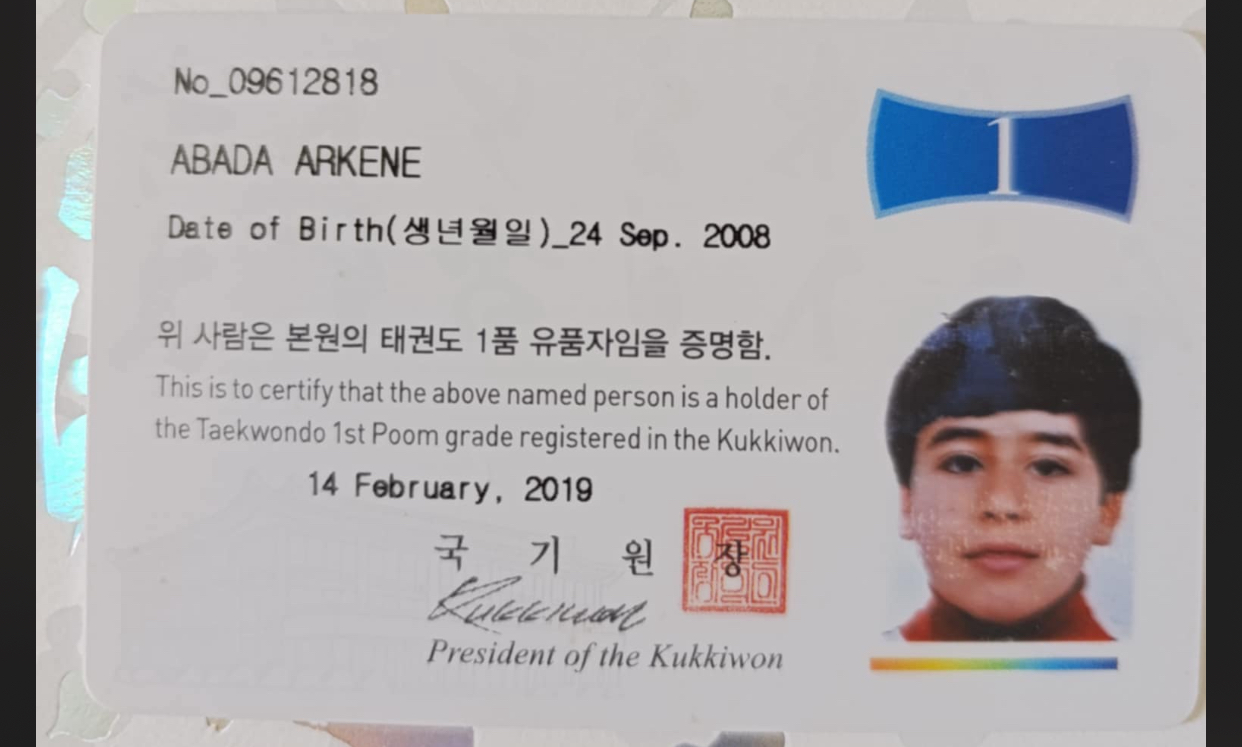 No_09612818
1
ABADA ARKENE
Date of Birth(생년월일)_24 Sep. 2008
위 사람은 본원의 태권도 1품 유품자임을 증명함.
This is to certify that the above named person is a holder of
the Taekwondo 1st Poom grade registered in the Kukkiwon.
14 February, 2019
국 기 원 장
Kukkiwon
President of the Kukkiwon